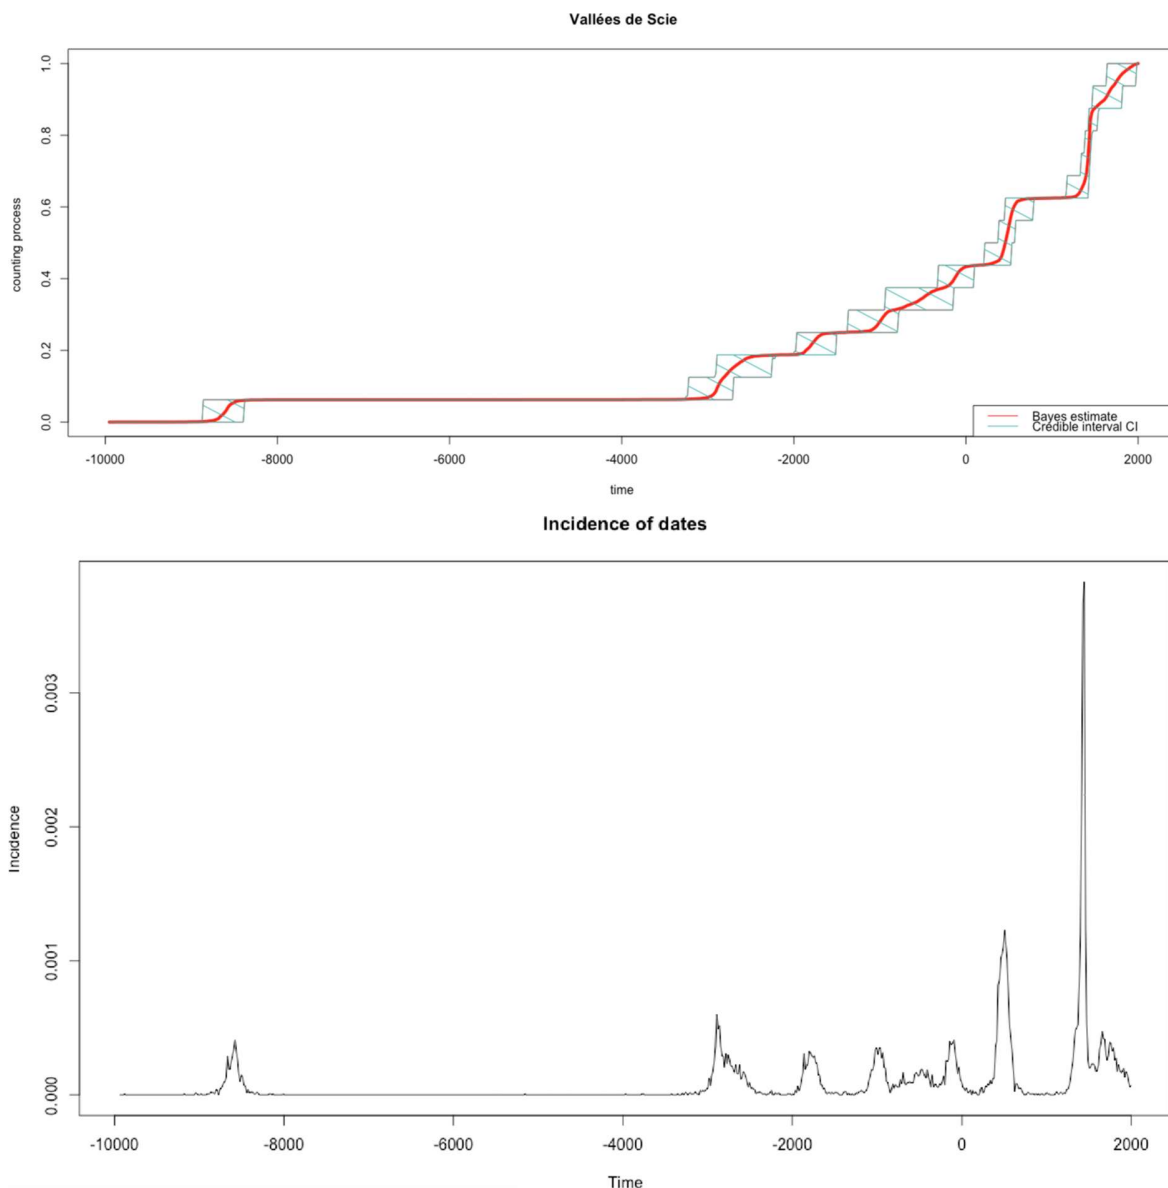 Vallées de Scie
counting process
1.0
0.8
0.6
0.4
0.2
0.0
Bayes estimate
Crédible interval CI
-10000 -8000 -6000 -4000 -2000 0 2000
time
Incidence of dates
Incidence
0.003
0.002
0.001
0.000
-10000 -8000 -6000 -4000 -2000 0 2000
Time